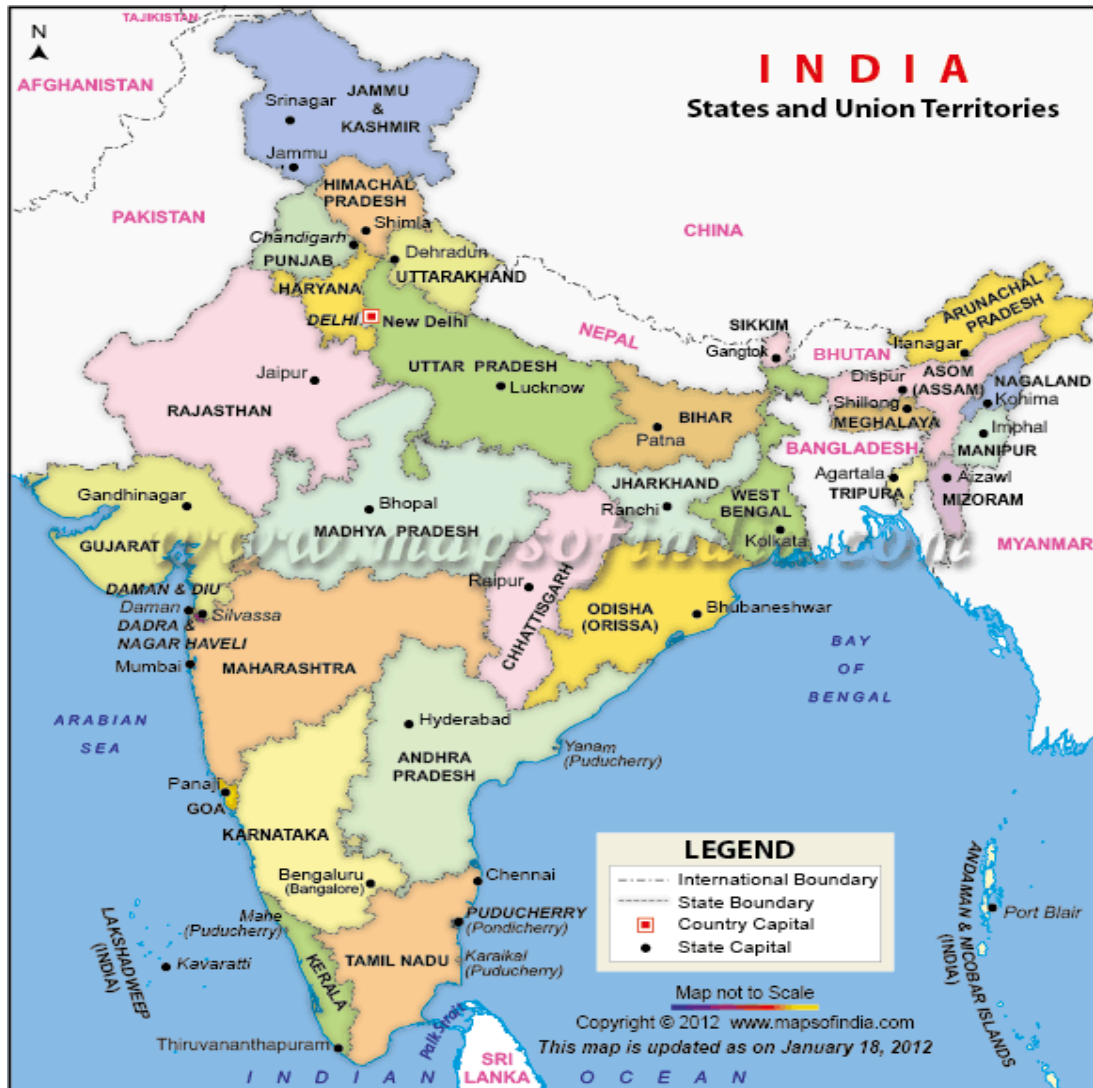 TAJIKISTAN
N
AFGHANISTAN
I N D I A
States and Union Territories
JAMMU
&
KASHMIR
Srinagar
Jammu
HIMACHAL
PRADESH
Shimla
PAKISTAN
CHINA
Chandigarh
PUNJAB
Dehradun
UTTARAKHAND
HARYANA
DELHI
New Delhi
ARUNACHAL
PRADESH
Itanagar
NEPAL
SIKKIM
Gangtok
BHUTAN
UTTAR PRADESH
Lucknow
Jaipur
RAJASTHAN
Dispur
ASOM
(ASSAM)
NAGALAND
Kohima
Shillong
MEGHALAYA
BIHAR
Patna
Imphal
MANIPUR
BANGLADESH
Agartala
TRIPURA
Aizawl
MIZORAM
JHARKHAND
Ranchi
WEST
BENGAL
Kolkata
Gandhinagar
GUJARAT
Bhopal
MADHYA PRADESH
www.mapsofindia.com
MYANMAR
Raipur
CHHATTISGARH
DAMAN & DIU
Daman
Silvassa
DADRA &
NAGAR HAVELI
Mumbai
MAHARASHTRA
ODISHA
(ORISSA)
Bhubaneshwar
BAY
OF
BENGAL
ARABIAN
SEA
Hyderabad
ANDHRA
PRADESH
Yanam
(Puducherry)
Panaji
GOA
KARNATAKA
Bengaluru
(Bangalore)
Chennai
Mahe
(Puducherry)
PUDUCHERRY
(Pondicherry)
Karaikal
(Puducherry)
TAMIL NADU
KERALA
LAKSHADWEEP
(INDIA)
Kavaratti
Thiruvananthapuram
Palk Strait
SRI
LANKA
I N D I A N O C E A N
LEGEND
International Boundary
State Boundary
Country Capital
State Capital
Map not to Scale
Copyright © 2012 www.mapsofindia.com
This map is updated as on January 18, 2012
ANDAMAN & NICOBAR ISLANDS
(INDIA)
Port Blair